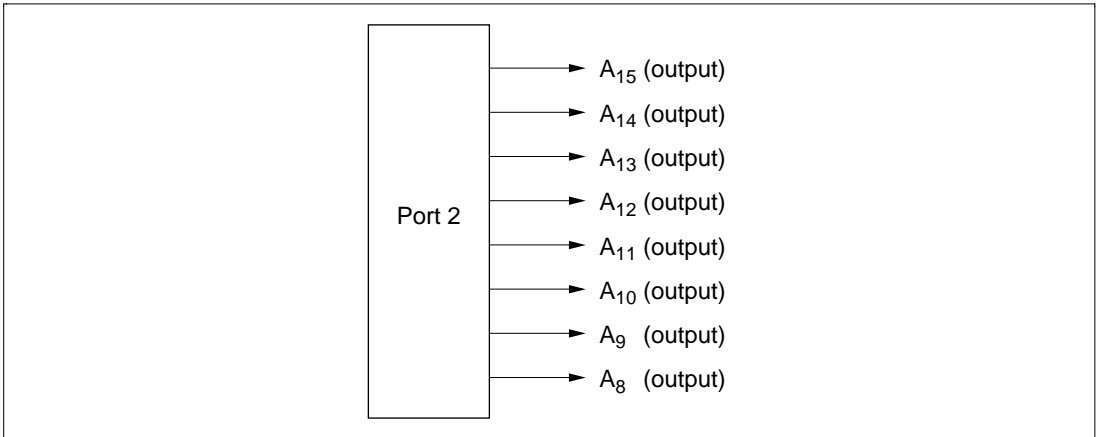 A15 (output)
A14 (output)
A13 (output)
A12 (output)
Port 2
A11 (output)
A10 (output)
A9 (output)
A8 (output)